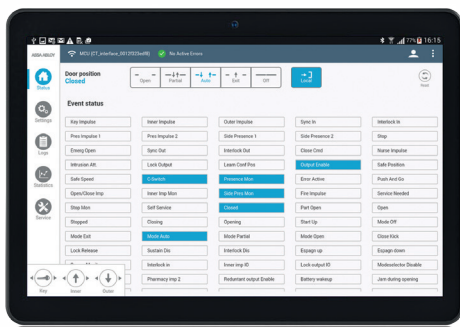 77% 16:15
ASSA ABLOY
MCU (CT_interface_0013
No Active Errors
Door position
Closed
Open
Partial
Auto
Exit
Off
Local
Reset
Status
Settings
Logs
Statistics
Service
Event status
Key Impulse Inner Impulse Outer Impulse Sync In Interlock In
Pres Impulse 1 Pres Impulse 2 Side Presence 1 Side Presence 2 Stop
Emerg Open Sync Out Interlock Out Close Cmd Nurse Impulse
Intrusion Att Lock Output Learn Conf Pos Output Enable Safe Position
Safe Speed C-Switch Presence Mon Error Active Push And Go
Open/Close Imp Inner Imp Mon Side Pres Mon Fire Impulse Service Needed
Stop Mon Self Service Closed Part Open Open
Stopped Closing Opening Start Up Mode Off
Mode Exit Mode Auto Mode Partial Mode Open Close Kick
Lock Release Sustain Dis Interlock Dis Espagn up Espagn down
Interlock in Inner imp IO Lock output IO Modeselector Disable
Pharmacy imp 2 Redundant output Enable Battery wakeup Jam during opening
Key
Inner
Outer